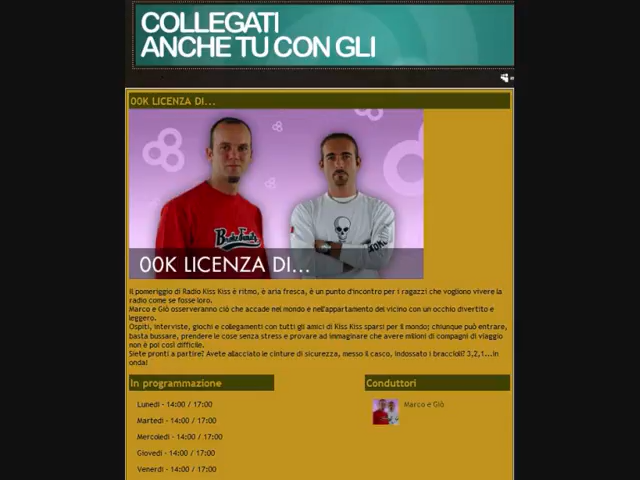 COLLEGATI
ANCHE TU CON GLI
00K LICENZA DI...
00K LICENZA DI...
Il pomeriggio di Radio Kiss Kiss è ritmo, è aria fresca, è un punto d'incontro per i ragazzi che vogliono vivere la
radio come se fosse loro.
Marco e Giò osserveranno ciò che accade nel mondo e nell'appartamento del vicino con un occhio divertito e
leggero.
Ospiti, interviste, giochi e collegamenti con tutti gli amici di Kiss Kiss sparsi per il mondo; chiunque può entrare,
basta bussare, prendere le cose senza stress e provare ad immaginare che avere milioni di compagni di viaggio
non è poi così difficile.
Siete pronti a partire? Avete allacciato le cinture di sicurezza, messo il casco, indossato i braccioli? 3,2,1...in
onda!
In programmazione
Conduttori
Lunedì - 14:00 / 17:00
Marco e Giò
Martedì - 14:00 / 17:00
Mercoledì - 14:00 / 17:00
Giovedì - 14:00 / 17:00
Venerdì - 14:00 / 17:00